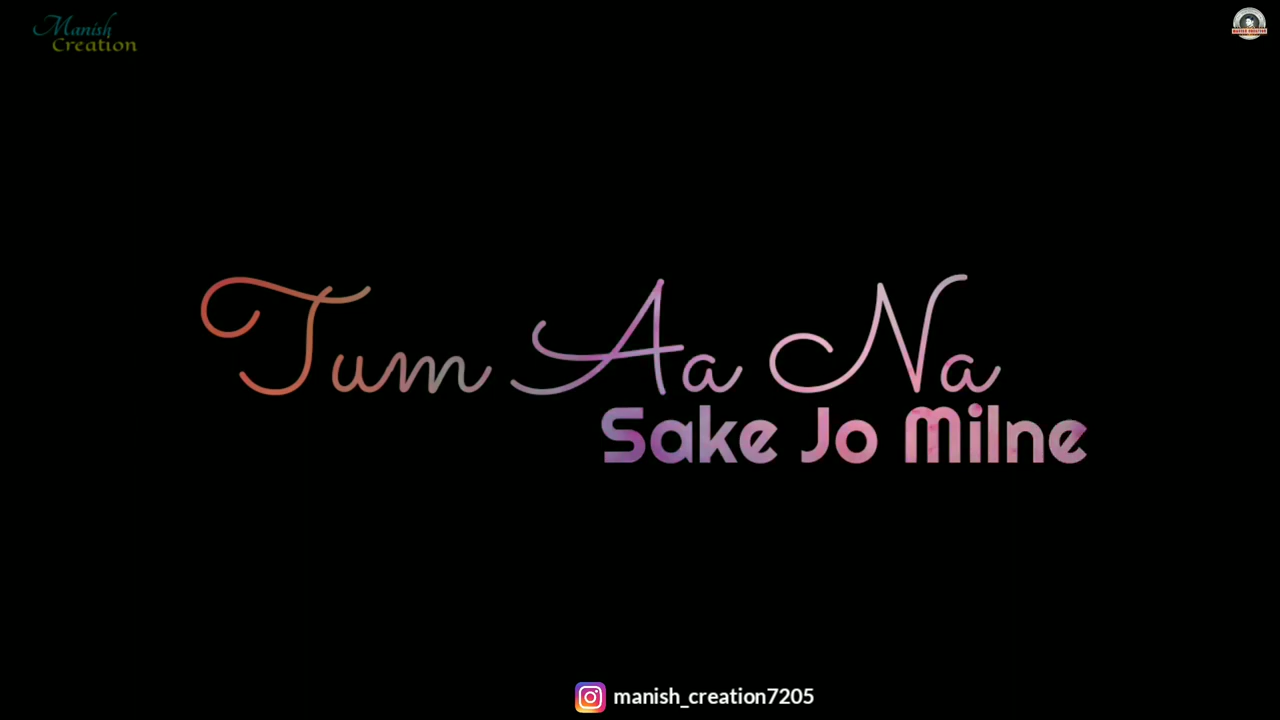 Manish
Creation
Tum Aa Na
Sake Jo Milne
manish_creation7205